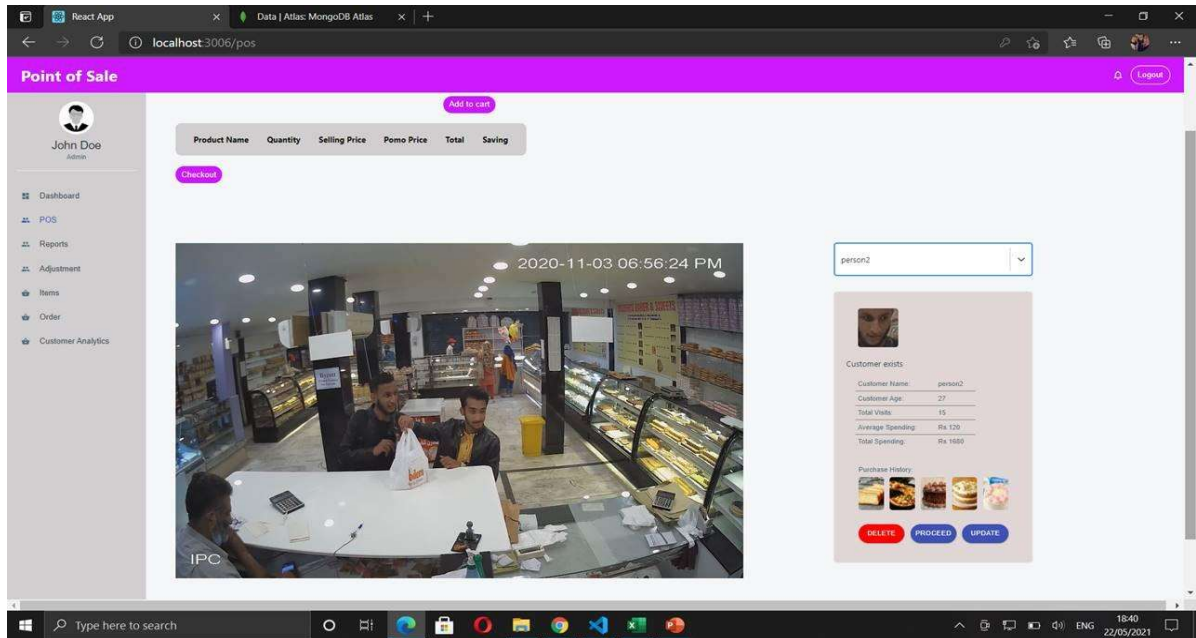 React App
Data | Atlas: MongoDB Atlas
localhost:3006/pos
Point of Sale
Logout
John Doe
Admin
Dashboard
POS
Reports
Adjustment
Items
Order
Customer Analytics
Add to cart
Product Name Quantity Selling Price Pomo Price Total Saving
Checkout
2020-11-03 06:56:24 PM
IPC
person2
Customer exists
Customer Name: person2
Customer Age: 27
Total Visits: 15
Average Spending: Rs 120
Total Spending: Rs 1680
Purchase History:
DELETE PROCEED UPDATE
Type here to search
ENG
18:40
22/05/2021